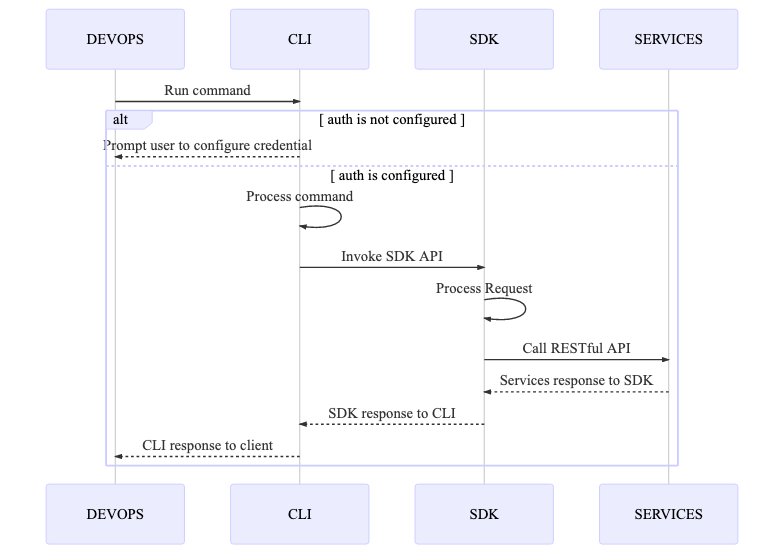 DEVOPS
CLI
SDK
SERVICES
Run command
alt
[ auth is not configured ]
Prompt user to configure credential
[ auth is configured ]
Process command
Invoke SDK API
Process Request
Call RESTful API
Services response to SDK
SDK response to CLI
CLI response to client
DEVOPS
CLI
SDK
SERVICES